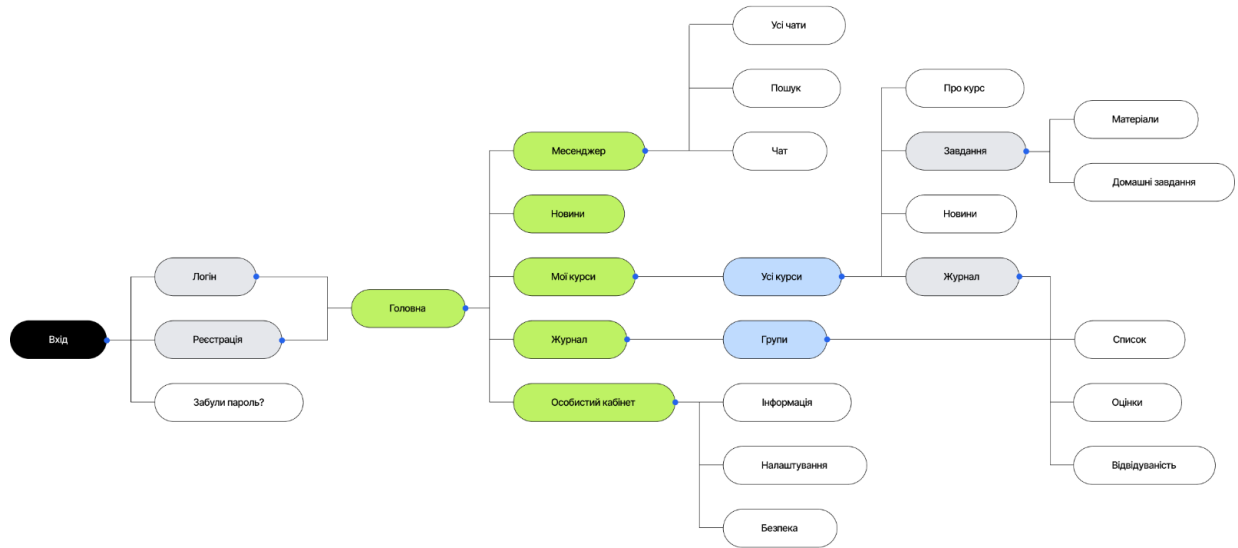 Усі чати
Пошук
Про курс
Матеріали
Месенджер
Чат
Завдання
Домашні завдання
Новини
Новини
Логін
Мої курси
Усі курси
Журнал
Головна
Вхід
Реєстрація
Журнал
Групи
Список
Забули пароль?
Особистий кабінет
Інформація
Оцінки
Налаштування
Відвідуваність
Безпека